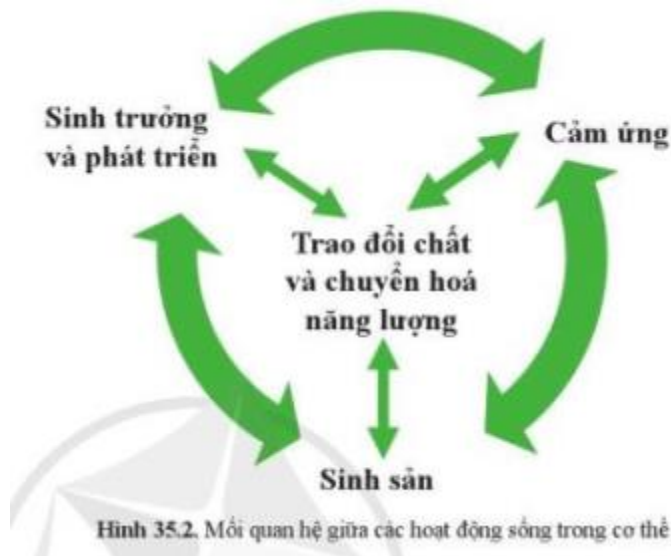 Sinh trưởng
và phát triển
Cảm ứng
Trao đổi chất
và chuyển hoá
năng lượng
Sinh sản
Hình 35.2. Mối quan hệ giữa các hoạt động sống trong cơ thể